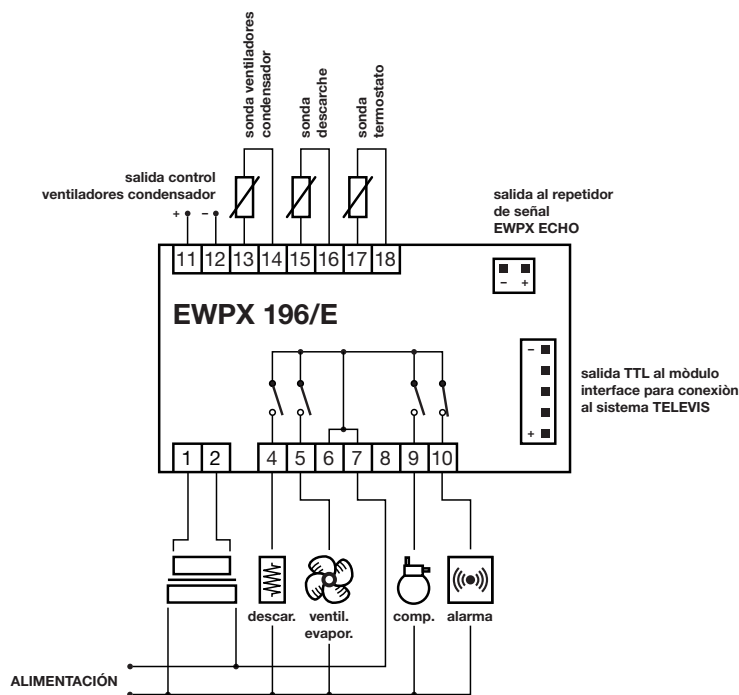 sonda ventiladores
condensador
sonda
descarche
sonda
termostato
salida control
ventiladores condensador
+ −
salida al repetidor
de señal
EWPX ECHO
11 12 13 14 15 16 17 18
− +
EWPX 196/E
−
salida TTL al mòdulo
interface para conexiòn
al sistema TELEVIS
+
1 2 4 5 6 7 8 9 10
descar.
ventil.
evapor.
comp.
alarma
ALIMENTACIÓN